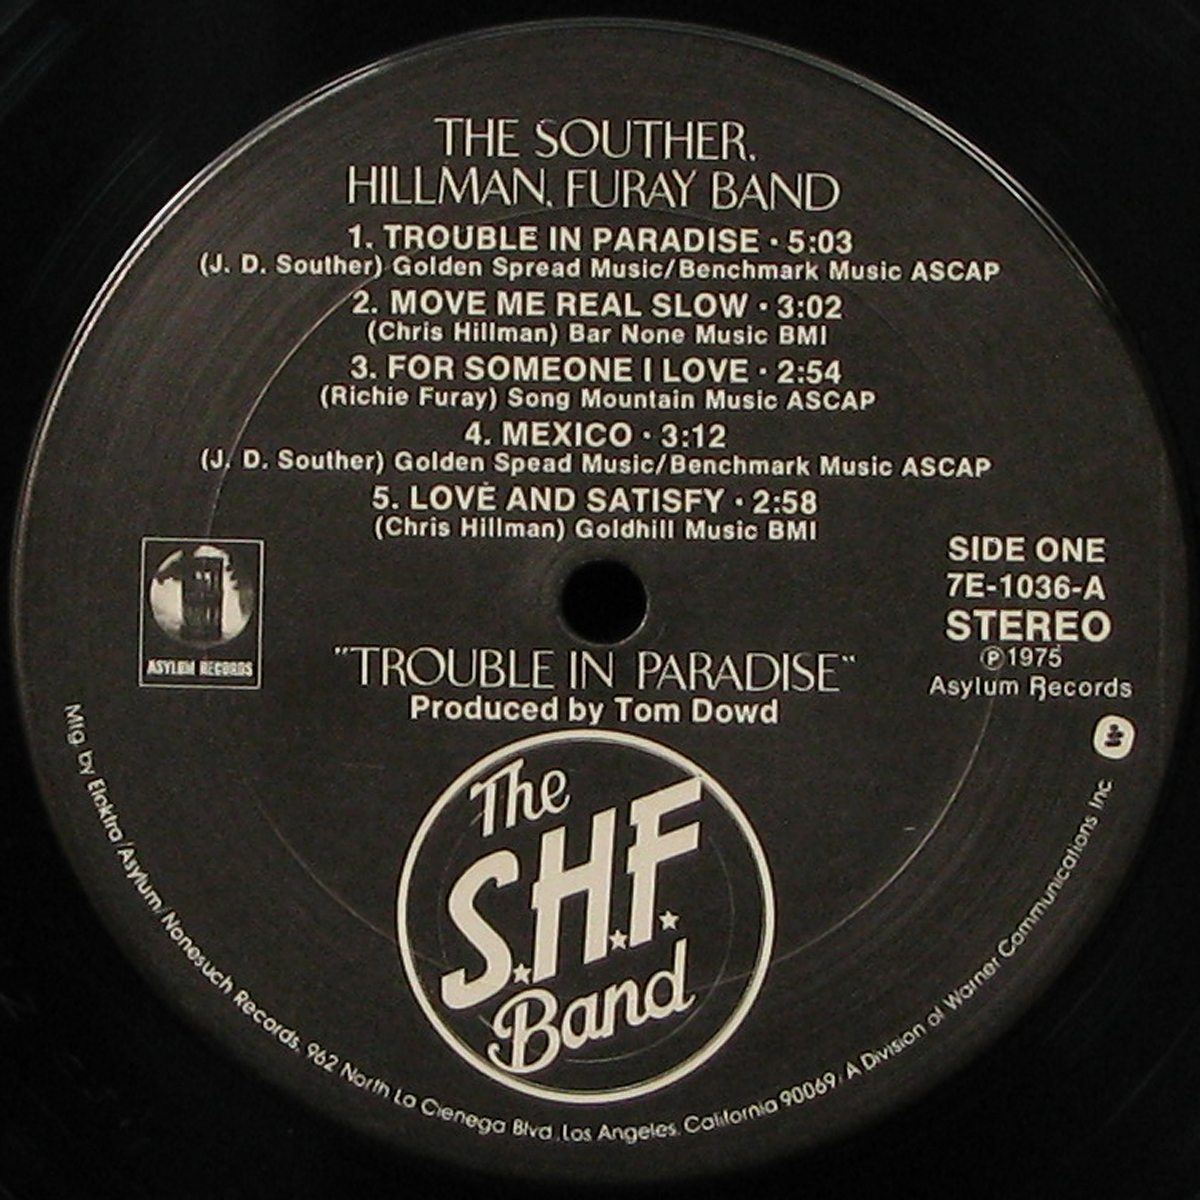 THE SOUTHER,
HILLMAN, FURAY BAND
1. TROUBLE IN PARADISE · 5:03
(J. D. Souther) Golden Spread Music/Benchmark Music ASCAP
2. MOVE ME REAL SLOW · 3:02
(Chris Hillman) Bar None Music BMI
3. FOR SOMEONE I LOVE · 2:54
(Richie Furay) Song Mountain Music ASCAP
4. MEXICO · 3:12
(J. D. Souther) Golden Spead Music/Benchmark Music ASCAP
5. LOVE AND SATISFY · 2:58
(Chris Hillman) Goldhill Music BMI
ASYLUM RECORDS
SIDE ONE
7E-1036-A
STEREO
℗1975
Asylum Records
"TROUBLE IN PARADISE"
Produced by Tom Dowd
The
S.H.F.
Band
Mfg. by Elektra/Asylum/Nonesuch Records, 962 North La Cienega Blvd., Los Angeles, California 90069. A Division of Warner Communications Inc.